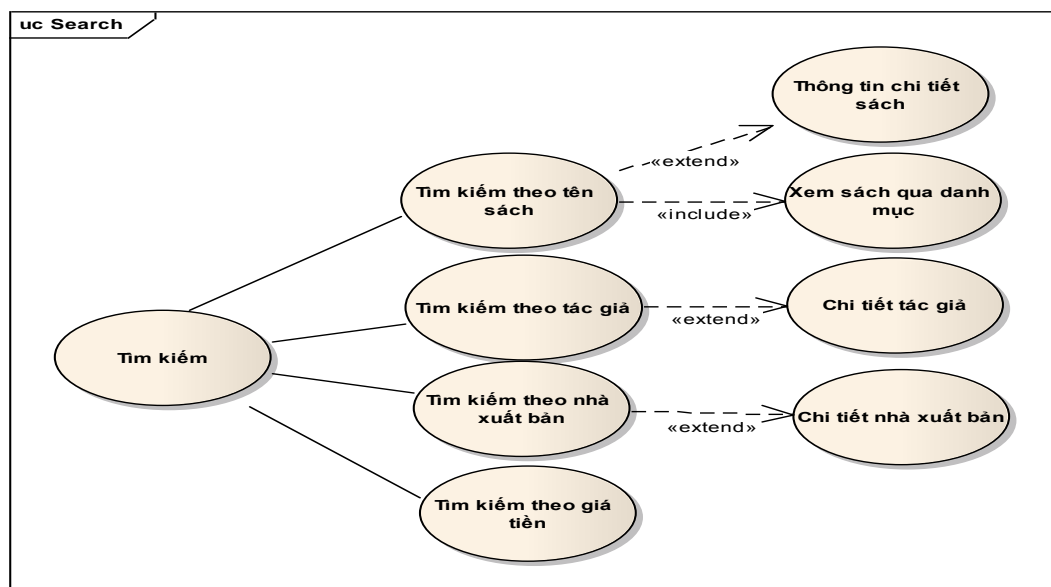 uc Search
Thông tin chi tiết
sách
«extend»
Tìm kiếm theo tên
sách
Xem sách qua danh
mục
«include»
Tìm kiếm theo tác giả
Chi tiết tác giả
«extend»
Tìm kiếm
Tìm kiếm theo nhà
xuất bản
Chi tiết nhà xuất bản
«extend»
Tìm kiếm theo giá
tiền